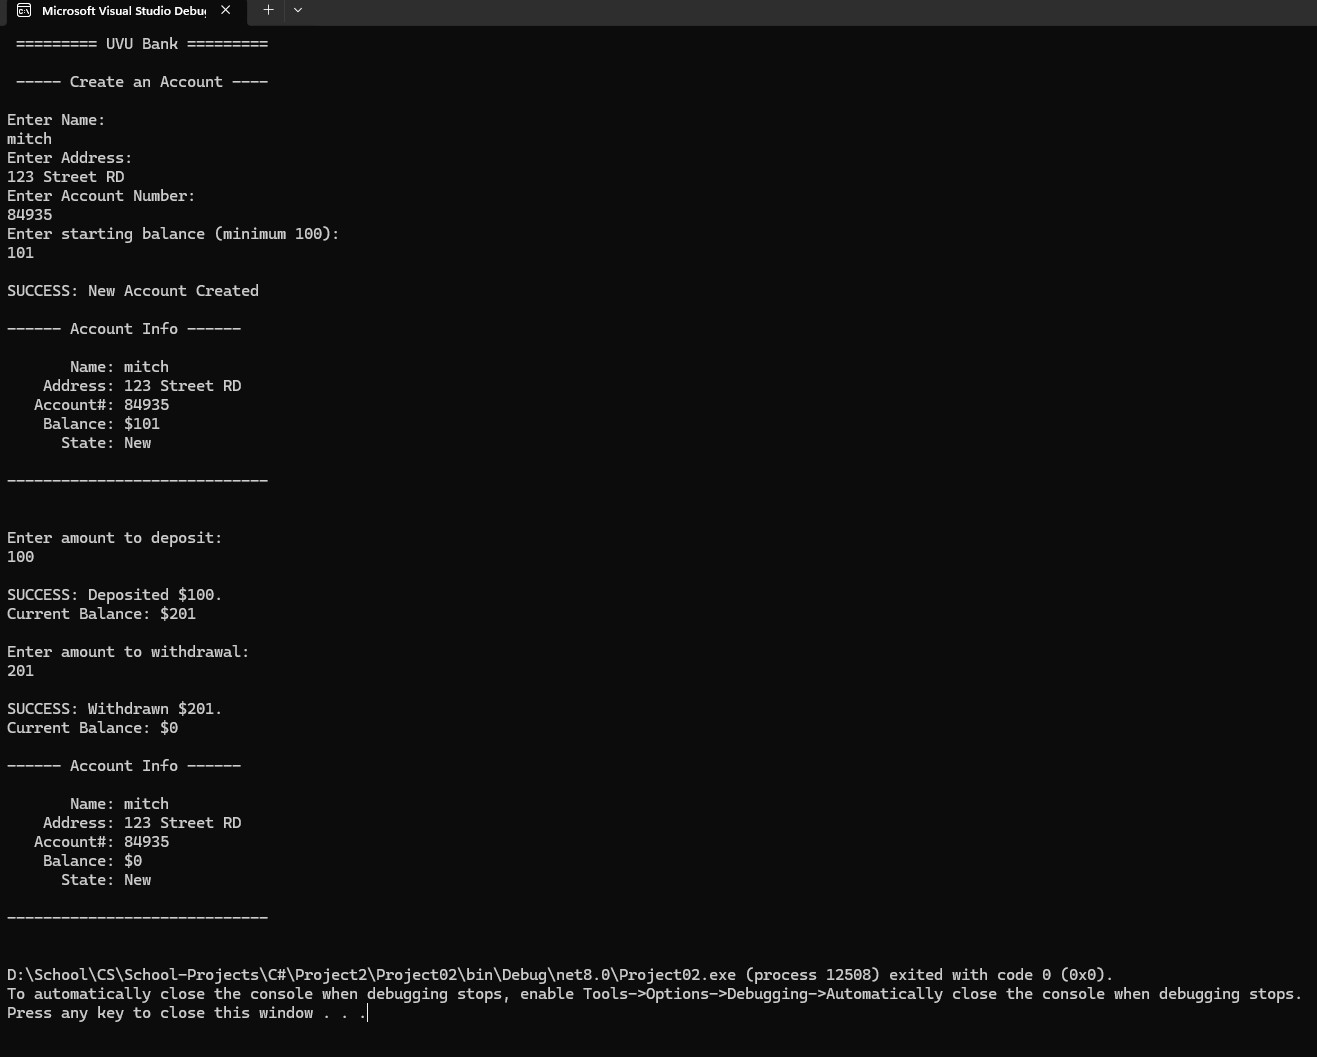 Microsoft Visual Studio Debug
========= UVU Bank =========
----- Create an Account ----
Enter Name:
mitch
Enter Address:
123 Street RD
Enter Account Number:
84935
Enter starting balance (minimum 100):
101
SUCCESS: New Account Created
------ Account Info ------
Name: mitch
Address: 123 Street RD
Account#: 84935
Balance: $101
State: New
-----------------------------
Enter amount to deposit:
100
SUCCESS: Deposited $100.
Current Balance: $201
Enter amount to withdrawal:
201
SUCCESS: Withdrawn $201.
Current Balance: $0
------ Account Info ------
Name: mitch
Address: 123 Street RD
Account#: 84935
Balance: $0
State: New
-----------------------------
D:\School\CS\School-Projects\C#\Project2\Project02\bin\Debug\net8.0\Project02.exe (process 12508) exited with code 0 (0x0).
To automatically close the console when debugging stops, enable Tools->Options->Debugging->Automatically close the console when debugging stops.
Press any key to close this window . . .